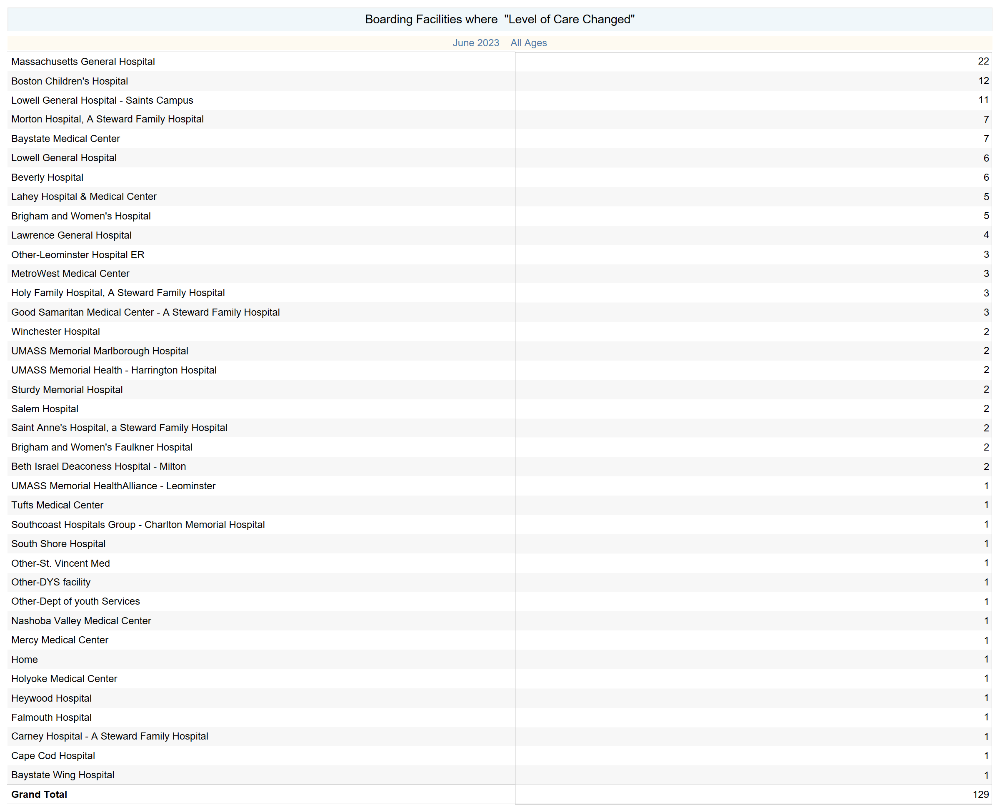 Boarding Facilities where "Level of Care Changed"
June 2023 All Ages
Massachusetts General Hospital 22
Boston Children's Hospital 12
Lowell General Hospital - Saints Campus 11
Morton Hospital, A Steward Family Hospital 7
Baystate Medical Center 7
Lowell General Hospital 6
Beverly Hospital 6
Lahey Hospital & Medical Center 5
Brigham and Women's Hospital 5
Lawrence General Hospital 4
Other-Leominster Hospital ER 3
MetroWest Medical Center 3
Holy Family Hospital, A Steward Family Hospital 3
Good Samaritan Medical Center - A Steward Family Hospital 3
Winchester Hospital 2
UMASS Memorial Marlborough Hospital 2
UMASS Memorial Health - Harrington Hospital 2
Sturdy Memorial Hospital 2
Salem Hospital 2
Saint Anne's Hospital, a Steward Family Hospital 2
Brigham and Women's Faulkner Hospital 2
Beth Israel Deaconess Hospital - Milton 2
UMASS Memorial HealthAlliance - Leominster 1
Tufts Medical Center 1
Southcoast Hospitals Group - Charlton Memorial Hospital 1
South Shore Hospital 1
Other-St. Vincent Med 1
Other-DYS facility 1
Other-Dept of youth Services 1
Nashoba Valley Medical Center 1
Mercy Medical Center 1
Home 1
Holyoke Medical Center 1
Heywood Hospital 1
Falmouth Hospital 1
Carney Hospital - A Steward Family Hospital 1
Cape Cod Hospital 1
Baystate Wing Hospital 1
Grand Total 129